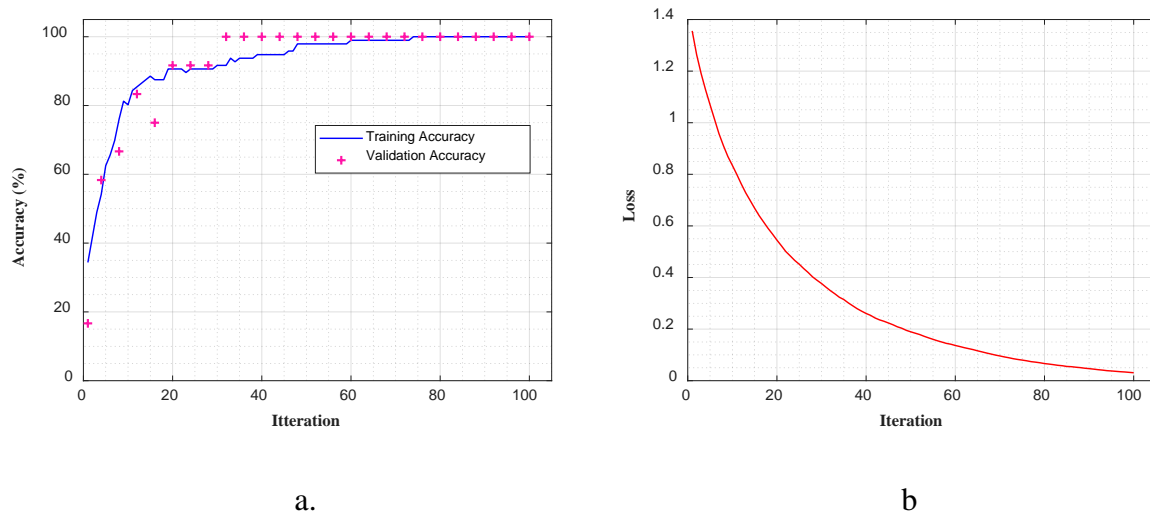 100
80
60
40
20
0
Accuracy (%)
0 20 40 60 80 100
Itteration
Training Accuracy
Validation Accuracy
a.
1.4
1.2
1
0.8
0.6
0.4
0.2
0
Loss
0 20 40 60 80 100
Iteration
b